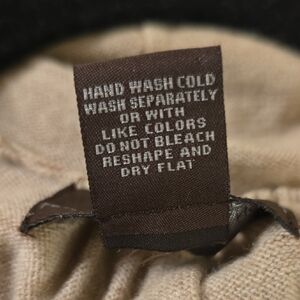 HAND WASH COLD
WASH SEPARATELY
OR WITH
LIKE COLORS
DO NOT BLEACH
RESHAPE AND
DRY FLAT